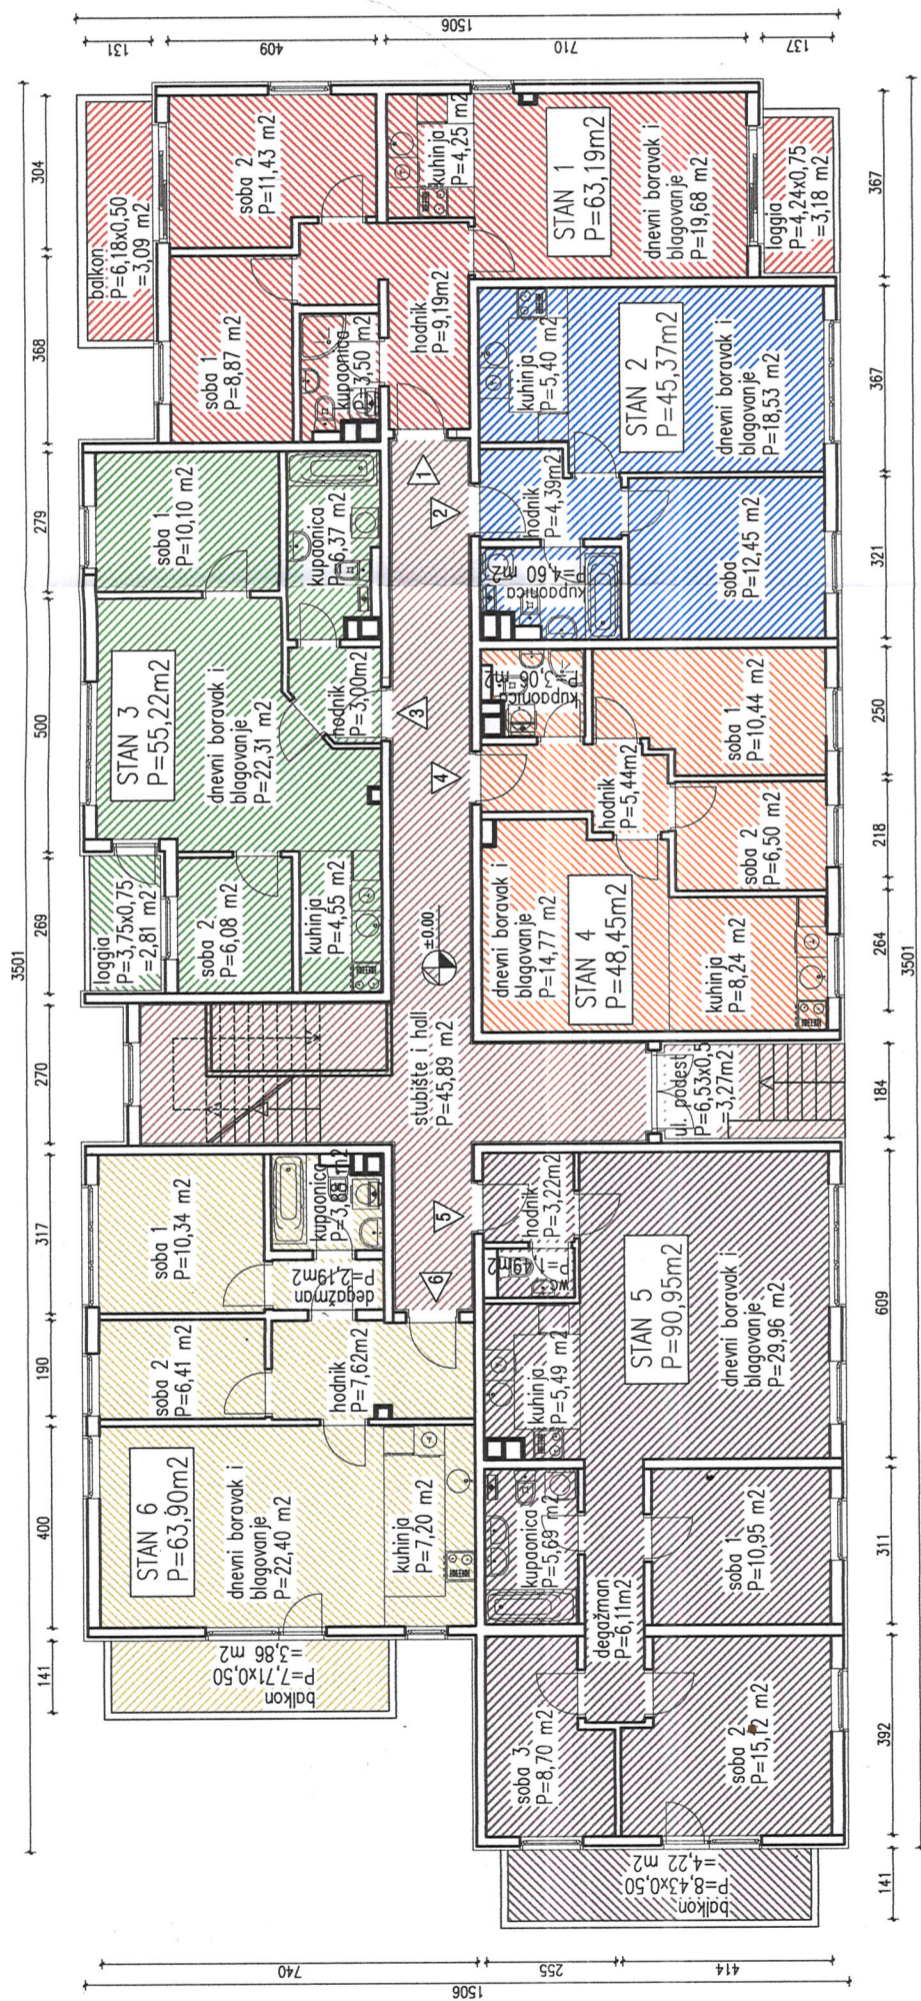 1506
131
409
710
137
3501
304
368
279
500
269
270
317
190
400
141
367
367
321
250
218
264
184
609
311
392
141
3501
740
255
414
1506
balkon
P=6,18x0,50
=3,09 m2
soba 2
P=11,43 m2
soba 1
P=8,87 m2
kupaonica
P=3,50 m2
hodnik
P=9,19m2
kuhinja
P=4,25 m2
STAN 1
P=63,19m2
dnevni boravak i
blagovanje
P=19,68 m2
loggia
P=4,24x0,75
=3,18 m2
kuhinja
P=5,40 m2
STAN 2
P=45,37m2
dnevni boravak i
blagovanje
P=18,53 m2
hodnik
P=4,39m2
kupaonica
P=4,60
m2
soba
P=12,45 m2
soba 1
P=10,10 m2
kupaonica
P=6,37 m2
STAN 3
P=55,22m2
dnevni boravak i
blagovanje
P=22,31 m2
hodnik
P=3,00m2
loggia
P=3,75x0,75
=2,81 m2
soba 2
P=6,08 m2
kuhinja
P=4,55 m2
1
2
3
4
5
6
±0.00
kupaonica
P=3,06
m2
soba 1
P=10,44 m2
hodnik
P=5,44m2
soba 2
P=6,50 m2
dnevni boravak i
blagovanje
P=14,77 m2
STAN 4
P=48,45m2
kuhinja
P=8,24 m2
stubište i hall
P=45,89 m2
ul. podest
P=6,53x0,5
=3,27m2
soba 1
P=10,34 m2
kupaonica
P=3,88 m2
degažman
P=2,19m2
soba 2
P=6,41 m2
hodnik
P=7,62m2
STAN 6
P=63,90m2
dnevni boravak i
blagovanje
P=22,40 m2
kuhinja
P=7,20 m2
balkon
P=7,71x0,50
=3,86 m2
hodnik
P=3,22m2
wc
P=1,
49m2
kuhinja
P=5,49 m2
STAN 5
P=90,95m2
dnevni boravak i
blagovanje
P=29,96 m2
kupaonica
P=5,69 m2
soba 1
P=10,95 m2
degažman
P=6,11m2
soba 3
P=8,70 m2
soba 2
P=15,12 m2
balkon
P=8,43x0,50
=4,22 m2